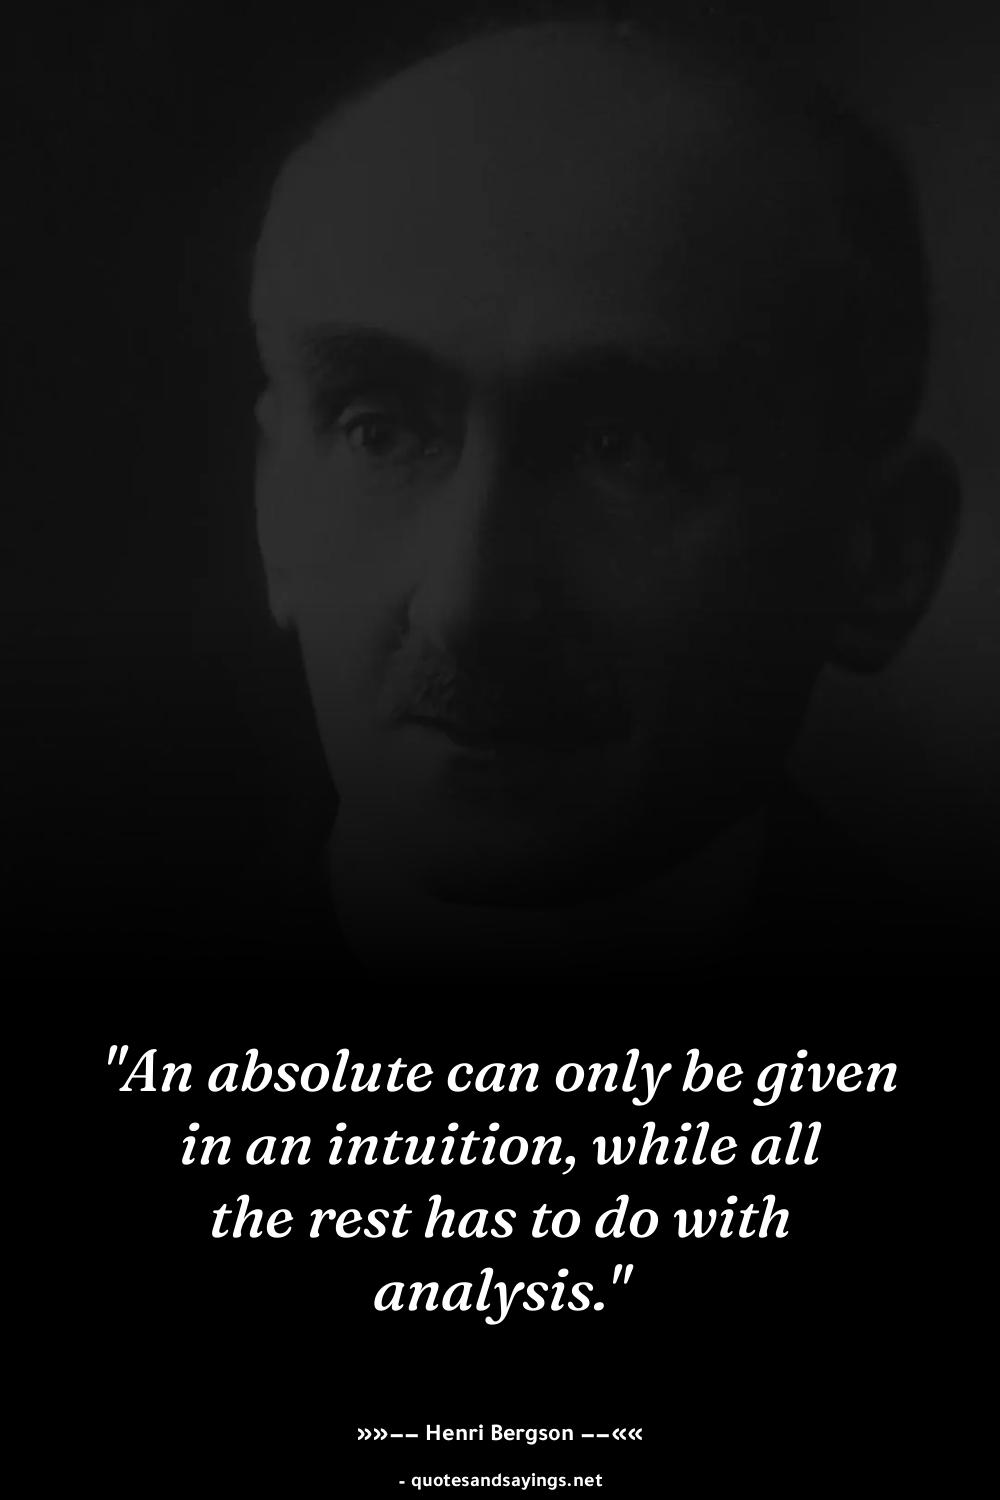 "An absolute can only be given
in an intuition, while all
the rest has to do with
analysis."
»»–– Henri Bergson ––««
- quotesandsayings.net